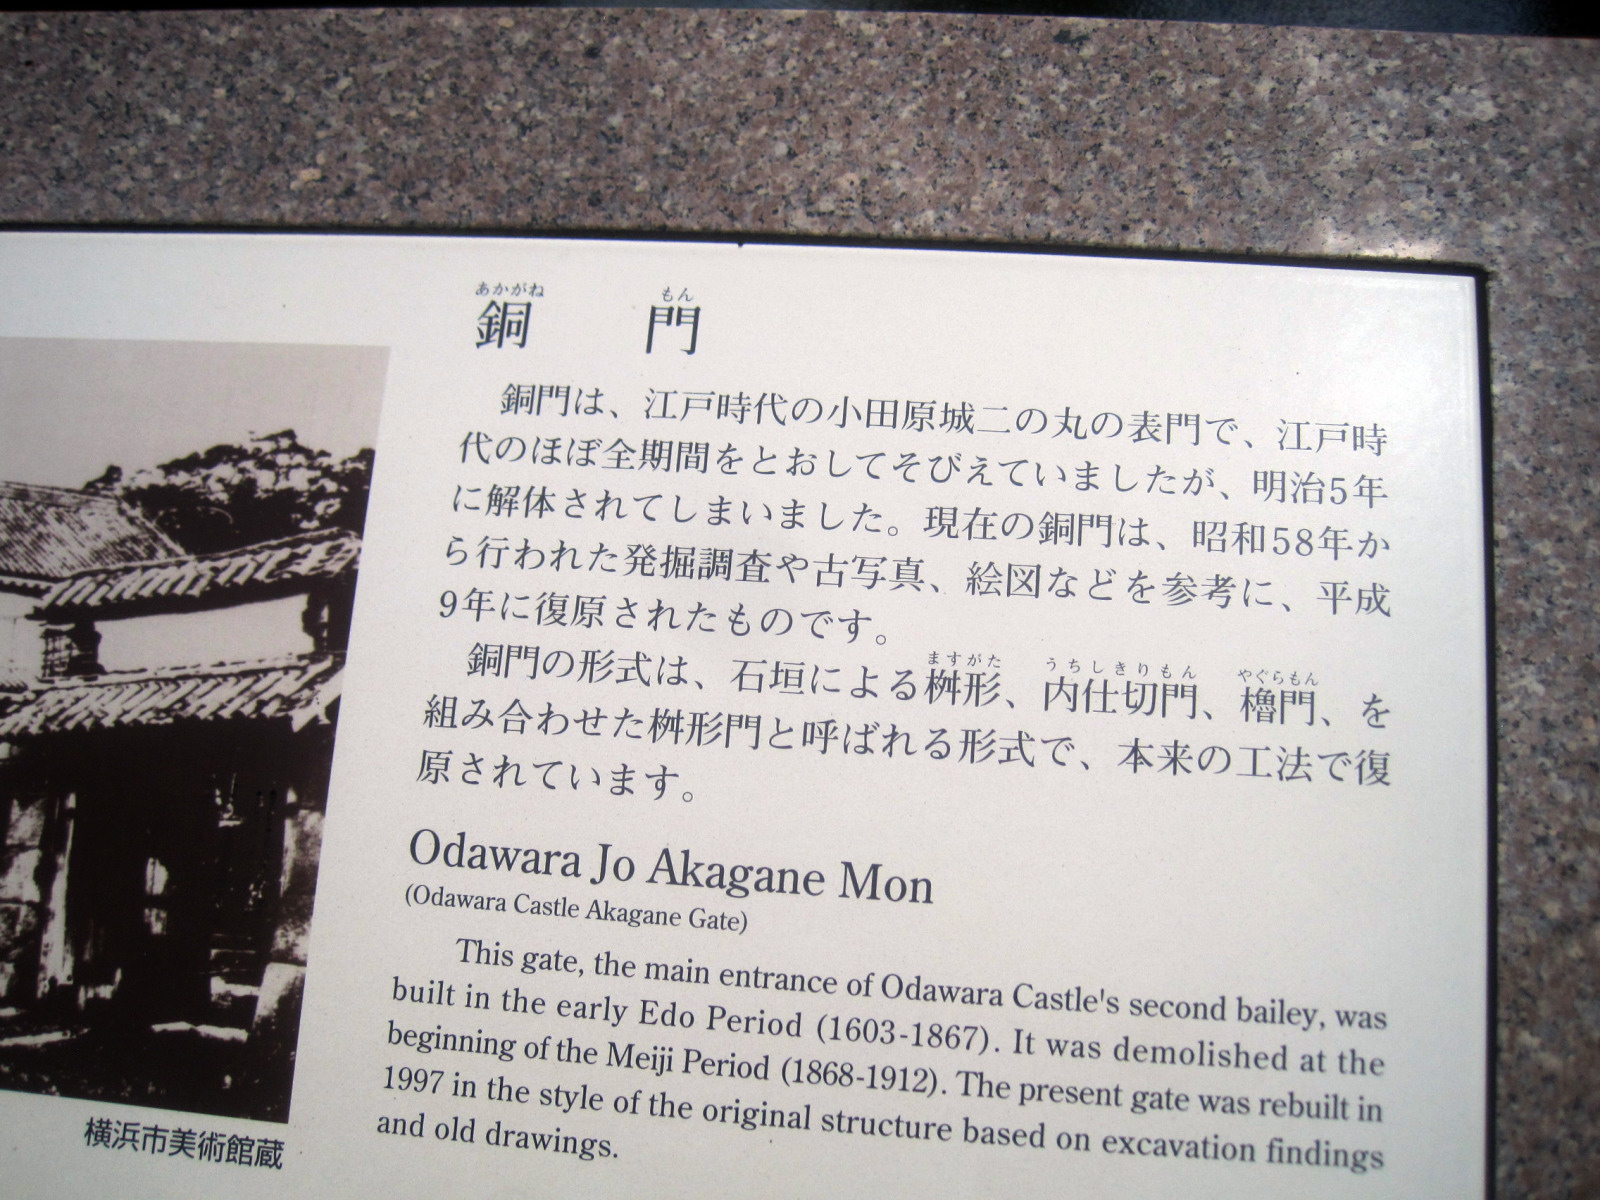 あかがね もん
銅 門
銅門は、江戸時代の小田原城二の丸の表門で、江戸時
代のほぼ全期間をとおしてそびえていましたが、明治5年
に解体されてしまいました。現在の銅門は、昭和58年か
ら行われた発掘調査や古写真、絵図などを参考に、平成
9年に復原されたものです。
ますがた うちしきりもん やぐらもん
銅門の形式は、石垣による桝形、内仕切門、櫓門、を
組み合わせた桝形門と呼ばれる形式で、本来の工法で復
原されています。
Odawara Jo Akagane Mon
(Odawara Castle Akagane Gate)
This gate, the main entrance of Odawara Castle's second bailey, was
built in the early Edo Period (1603-1867). It was demolished at the
beginning of the Meiji Period (1868-1912). The present gate was rebuilt in
1997 in the style of the original structure based on excavation findings
and old drawings.
横浜市美術館蔵